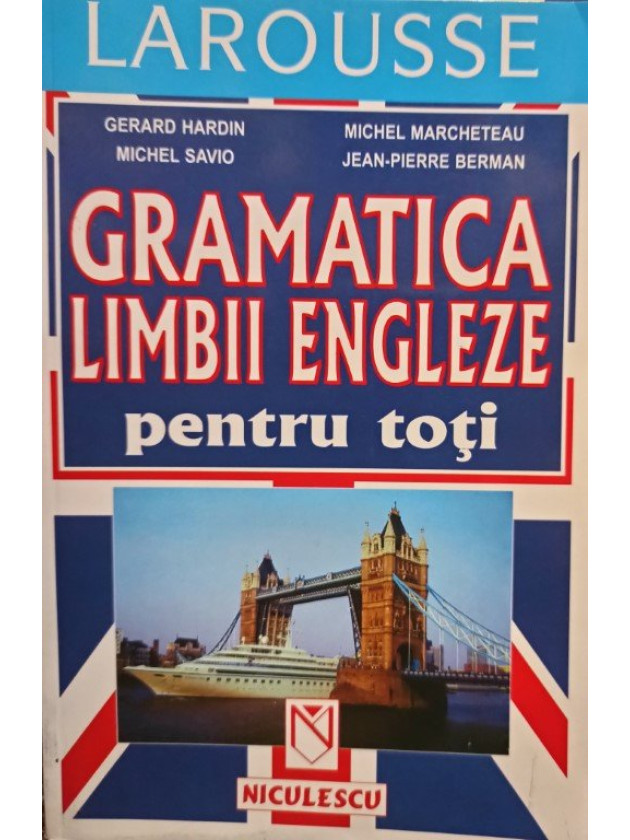 LAROUSSE
GERARD HARDIN
MICHEL SAVIO
MICHEL MARCHETEAU
JEAN-PIERRE BERMAN
GRAMATICA
LIMBII ENGLEZE
pentru toţi
NICULESCU